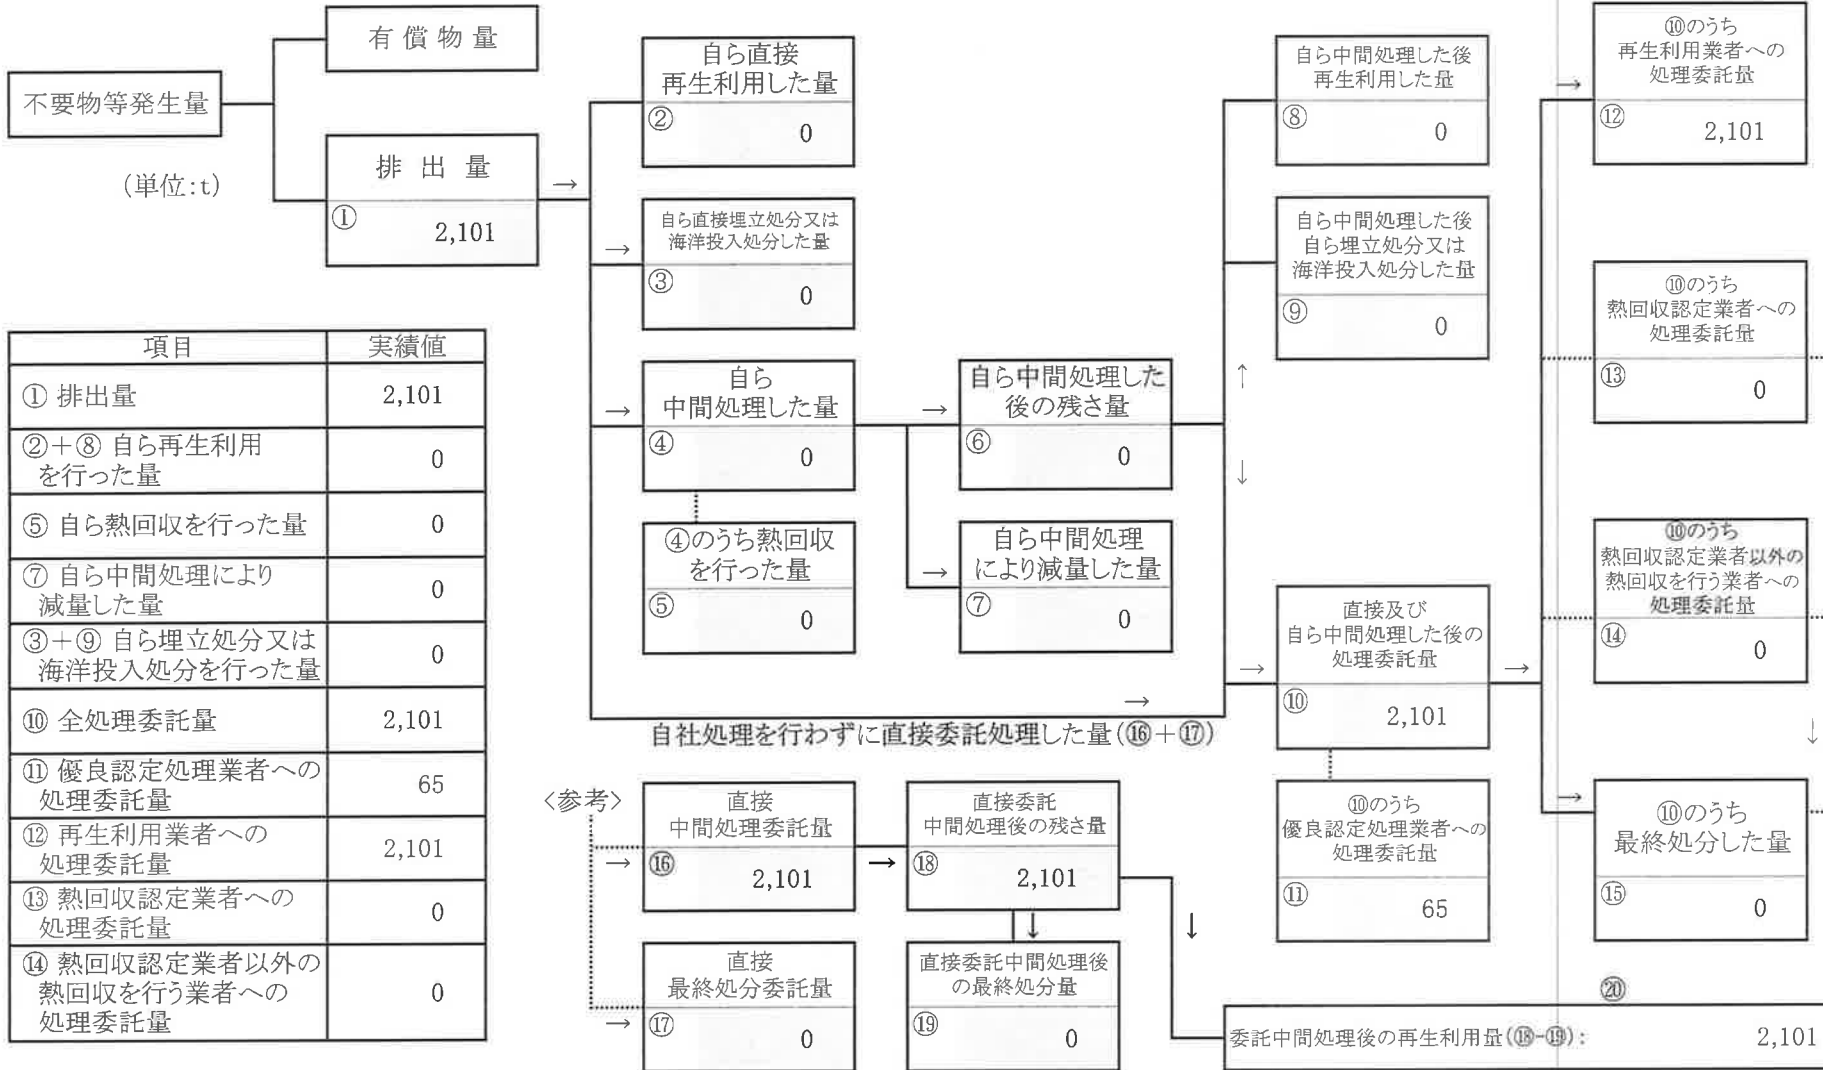 有償物量
不要物等発生量
(単位:t)
排出量
①
2,101
→
自ら直接
再生利用した量
②
0
→
自ら直接埋立処分又は
海洋投入処分した量
③
0
→
自ら
中間処理した量
④
0
④のうち熱回収
を行った量
⑤
0
→
自ら中間処理した
後の残さ量
⑥
0
→
自ら中間処理
により減量した量
⑦
0
↑
↓
自ら中間処理した後
再生利用した量
⑧
0
自ら中間処理した後
自ら埋立処分又は
海洋投入処分した量
⑨
0
→
自社処理を行わずに直接委託処理した量(⑯+⑰)
→
直接及び
自ら中間処理した後の
処理委託量
⑩
2,101
→
⑩のうち
優良認定処理業者への
処理委託量
⑪
65
→
⑩のうち
再生利用業者への
処理委託量
⑫
2,101
⑩のうち
熱回収認定業者への
処理委託量
⑬
0
⑩のうち
熱回収認定業者以外の
熱回収を行う業者への
処理委託量
⑭
0
↓
→
⑩のうち
最終処分した量
⑮
0
項目 実績値
① 排出量 2,101
②+⑧ 自ら再生利用
を行った量 0
⑤ 自ら熱回収を行った量 0
⑦ 自ら中間処理により
減量した量 0
③+⑨ 自ら埋立処分又は
海洋投入処分を行った量 0
⑩ 全処理委託量 2,101
⑪ 優良認定処理業者への
処理委託量 65
⑫ 再生利用業者への
処理委託量 2,101
⑬ 熱回収認定業者への
処理委託量 0
⑭ 熱回収認定業者以外の
熱回収を行う業者への
処理委託量 0
〈参考〉
→
直接
中間処理委託量
⑯
2,101
→
直接委託
中間処理後の残さ量
⑱
2,101
↓
↓
→
直接
最終処分委託量
⑰
0
直接委託中間処理後
の最終処分量
⑲
0
⑳
委託中間処理後の再生利用量(⑱-⑲): 2,101